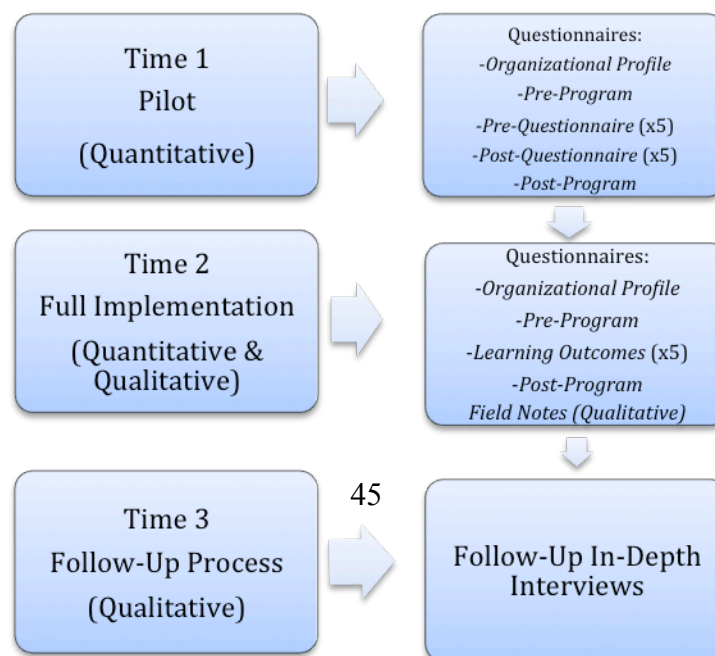 Time 1
Pilot
(Quantitative)
Questionnaires:
-Organizational Profile
-Pre-Program
-Pre-Questionnaire (x5)
-Post-Questionnaire (x5)
-Post-Program
Time 2
Full Implementation
(Quantitative &
Qualitative)
Questionnaires:
-Organizational Profile
-Pre-Program
-Learning Outcomes (x5)
-Post-Program
Field Notes (Qualitative)
45
Time 3
Follow-Up Process
(Qualitative)
Follow-Up In-Depth
Interviews